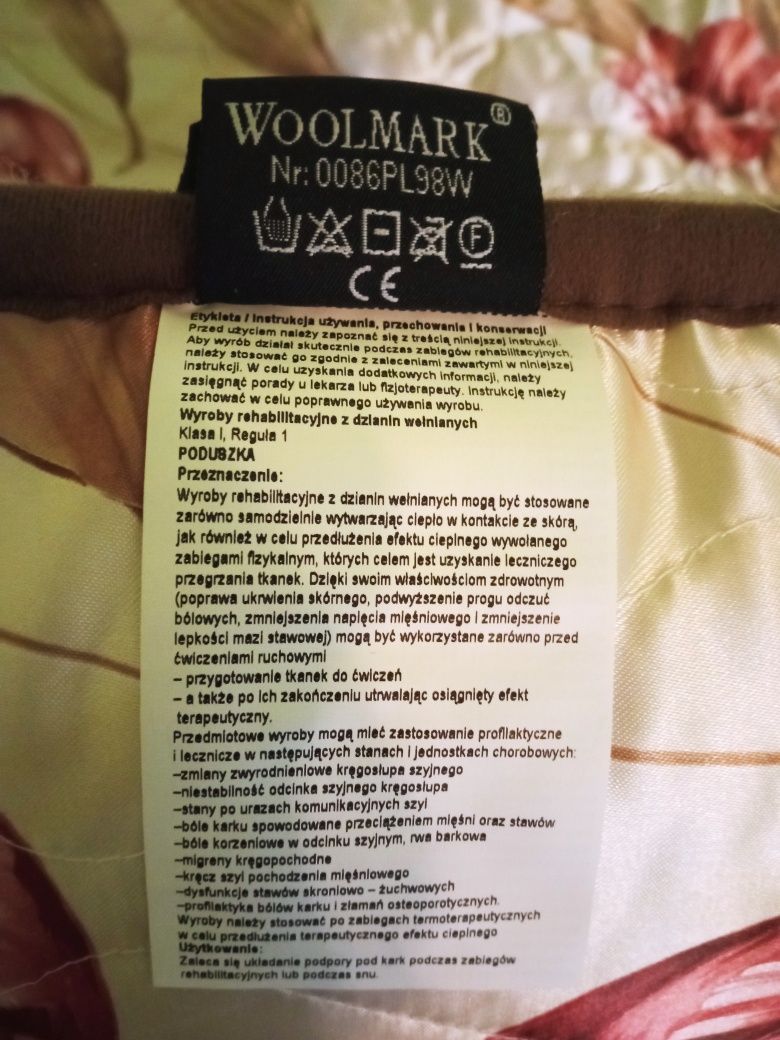 WOOLMARK®
Nr: 0086PL98W
F
CE
Etykieta / Instrukcja używania, przechowania i konserwacji
Przed użyciem należy zapoznać się z treścią niniejszej instrukcji.
Aby wyrób działał skutecznie podczas zabiegów rehabilitacyjnych,
należy stosować go zgodnie z zaleceniami zawartymi w niniejszej
instrukcji. W celu uzyskania dodatkowych informacji, należy
zasięgnąć porady u lekarza lub fizjoterapeuty. Instrukcję należy
zachować w celu poprawnego używania wyrobu.
Wyroby rehabilitacyjne z dzianin wełnianych
Klasa I, Reguła 1
PODUSZKA
Przeznaczenie:
Wyroby rehabilitacyjne z dzianin wełnianych mogą być stosowane
zarówno samodzielnie wytwarzając ciepło w kontakcie ze skórą,
jak również w celu przedłużenia efektu cieplnego wywołanego
zabiegami fizykalnym, których celem jest uzyskanie leczniczego
przegrzania tkanek. Dzięki swoim właściwościom zdrowotnym
(poprawa ukrwienia skórnego, podwyższenie progu odczuć
bólowych, zmniejszenia napięcia mięśniowego i zmniejszenie
lepkości mazi stawowej) mogą być wykorzystane zarówno przed
ćwiczeniami ruchowymi
– przygotowanie tkanek do ćwiczeń
– a także po ich zakończeniu utrwalając osiągnięty efekt
terapeutyczny.
Przedmiotowe wyroby mogą mieć zastosowanie profilaktyczne
i lecznicze w następujących stanach i jednostkach chorobowych:
–zmiany zwyrodnieniowe kręgosłupa szyjnego
–niestabilność odcinka szyjnego kręgosłupa
–stany po urazach komunikacyjnych szyi
–bóle karku spowodowane przeciążeniem mięśni oraz stawów
–bóle korzeniowe w odcinku szyjnym, rwa barkowa
–migreny kręgopochodne
–kręcz szyi pochodzenia mięśniowego
–dysfunkcje stawów skroniowo – żuchwowych
–profilaktyka bólów karku i złamań osteoporotycznych.
Wyroby należy stosować po zabiegach termoterapeutycznych
w celu przedłużenia terapeutycznego efektu cieplnego
Użytkowanie:
Zaleca się układanie podpory pod kark podczas zabiegów
rehabilitacyjnych lub podczas snu.